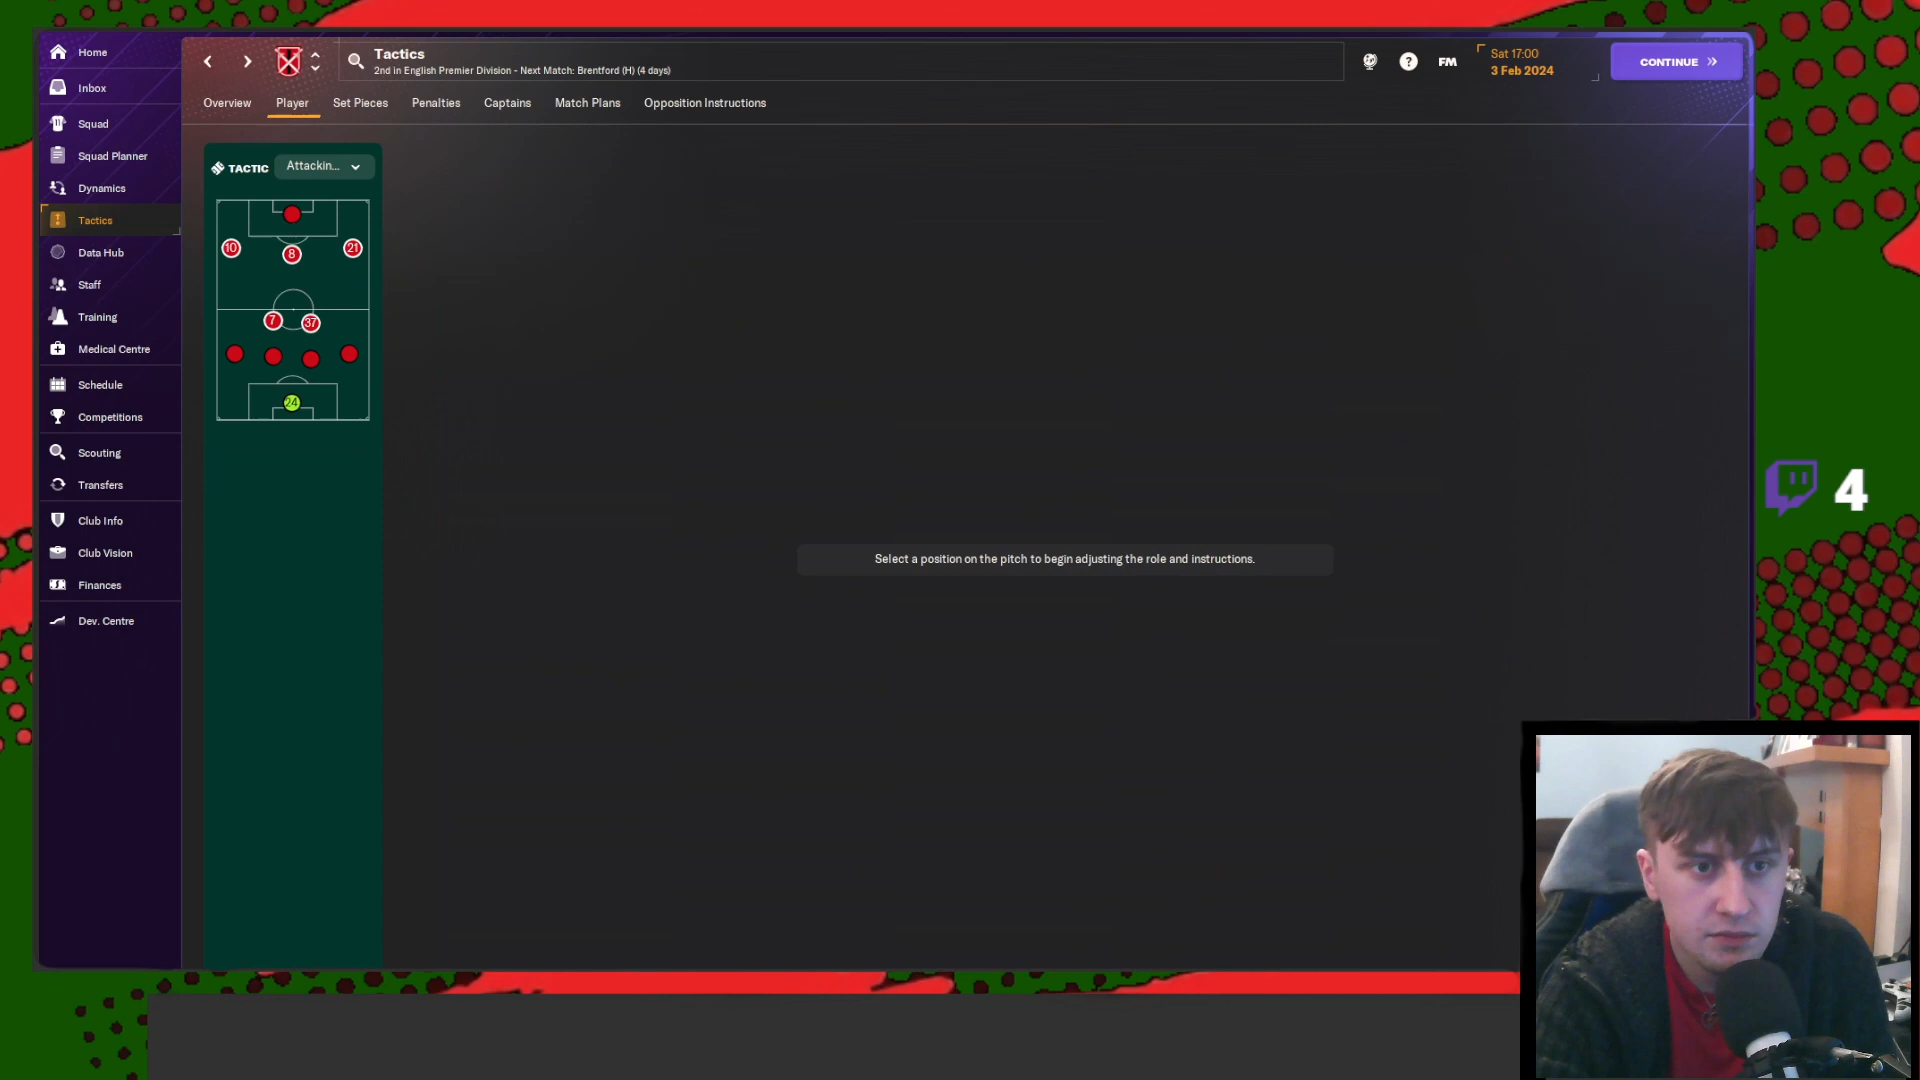 Home
Inbox
Squad
Squad Planner
Dynamics
Tactics
Data Hub
Staff
Training
Medical Centre
Schedule
Competitions
Scouting
Transfers
Club Info
Club Vision
Finances
Dev. Centre
Tactics
2nd in English Premier Division - Next Match: Brentford (H) (4 days)
?
FM
Sat 17:00
3 Feb 2024
CONTINUE
Overview
Player
Set Pieces
Penalties
Captains
Match Plans
Opposition Instructions
TACTIC
Attackin...
10
8
21
7
37
24
Select a position on the pitch to begin adjusting the role and instructions.
4